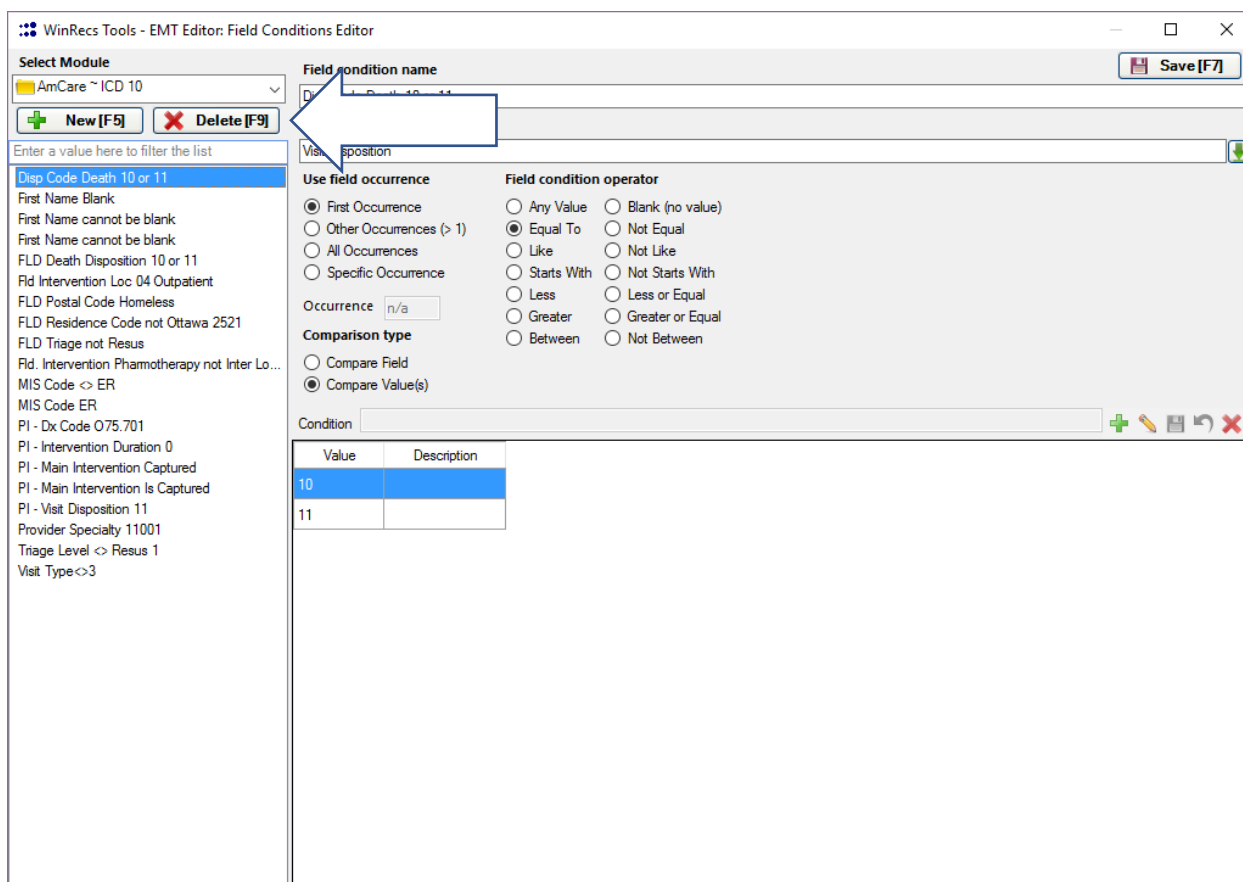 WinRecs Tools - EMT Editor: Field Conditions Editor
Select Module
AmCare ~ ICD 10
New [F5]
Delete [F9]
Enter a value here to filter the list
Disp Code Death 10 or 11
First Name Blank
First Name cannot be blank
First Name cannot be blank
FLD Death Disposition 10 or 11
Fld Intervention Loc 04 Outpatient
FLD Postal Code Homeless
FLD Residence Code not Ottawa 2521
FLD Triage not Resus
Fld. Intervention Pharmotherapy not Inter Lo...
MIS Code <> ER
MIS Code ER
PI - Dx Code O75.701
PI - Intervention Duration 0
PI - Main Intervention Captured
PI - Main Intervention Is Captured
PI - Visit Disposition 11
Provider Specialty 11001
Triage Level <> Resus 1
Visit Type<>3
Field condition name
Save [F7]
Visit Disposition
Use field occurrence
First Occurrence
Other Occurrences (> 1)
All Occurrences
Specific Occurrence
Occurrence n/a
Comparison type
Compare Field
Compare Value(s)
Field condition operator
Any Value Blank (no value)
Equal To Not Equal
Like Not Like
Starts With Not Starts With
Less Less or Equal
Greater Greater or Equal
Between Not Between
Condition
Value Description
10
11